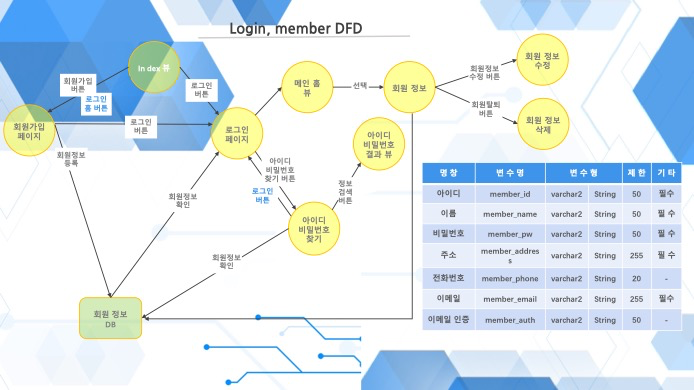 Login, member DFD
In dex 뷰
회원가입
버튼
로그인
홈 버튼
로그인
버튼
회원가입
페이지
로그인
버튼
로그인
페이지
메인 홈
뷰
선택
회원 정보
회원정보
수정 버튼
회원 정보
수정
회원탈퇴
버튼
회원 정보
삭제
회원정보
등록
회원정보
확인
아이디
비밀번호
찾기 버튼
로그인
버튼
아이디
비밀번호
결과 뷰
정보
검색
버튼
아이디
비밀번호
찾기
회원정보
확인
회원 정보
DB
명 창 변 수 명 변 수 형 제 한 기 타
아이디 member_id varchar2 String 50 필수
이름 member_name varchar2 String 50 필 수
비밀번호 member_pw varchar2 String 50 필 수
주소 member_addres
s varchar2 String 255 필 수
전화번호 member_phone varchar2 String 20 -
이메일 member_email varchar2 String 255 필수
이메일 인증 member_auth varchar2 String 50 -